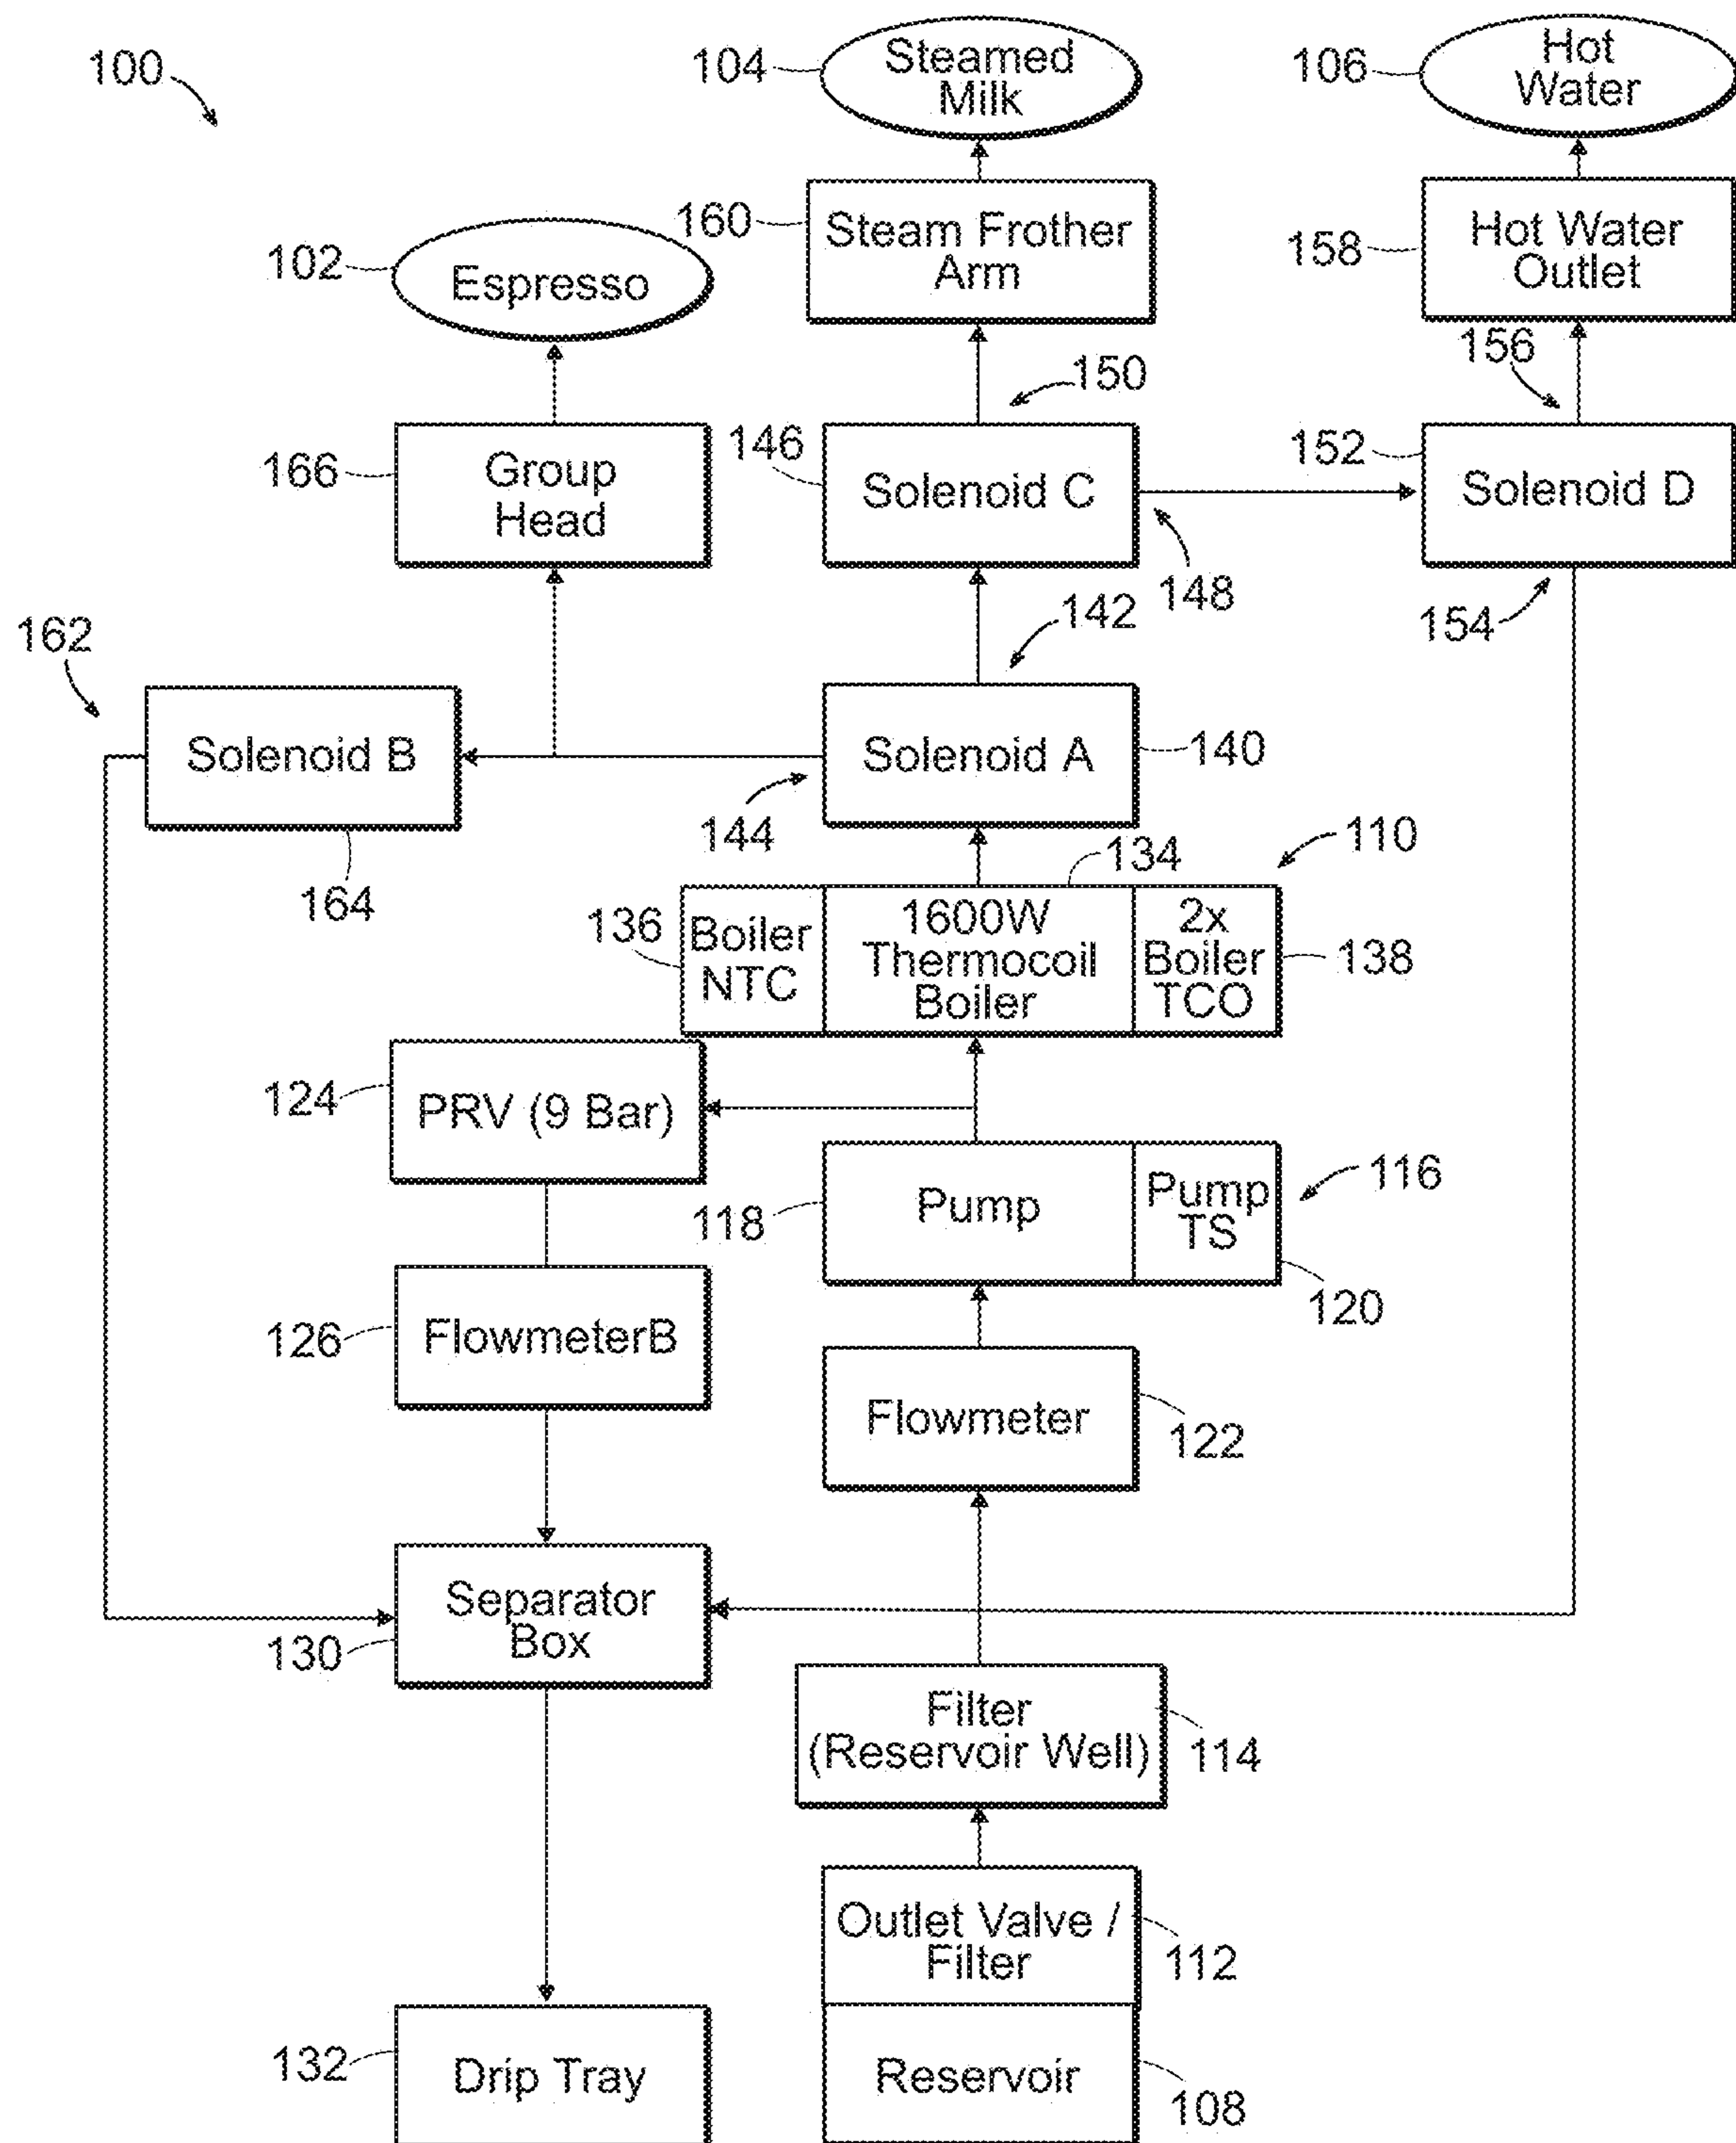 100
104
Steamed
Milk
106
Hot
Water
102
Espresso
160
Steam Frother
Arm
158
Hot Water
Outlet
156
150
166
Group
Head
146
Solenoid C
148
152
Solenoid D
154
162
142
Solenoid B
164
144
Solenoid A
140
110
134
136
Boiler
NTC
1600W
Thermocoil
Boiler
2x
Boiler
TCO
138
124
PRV (9 Bar)
118
Pump
Pump
TS
116
120
126
FlowmeterB
Flowmeter
122
130
Separator
Box
Filter
(Reservoir Well)
114
Outlet Valve /
Filter
112
132
Drip Tray
Reservoir
108